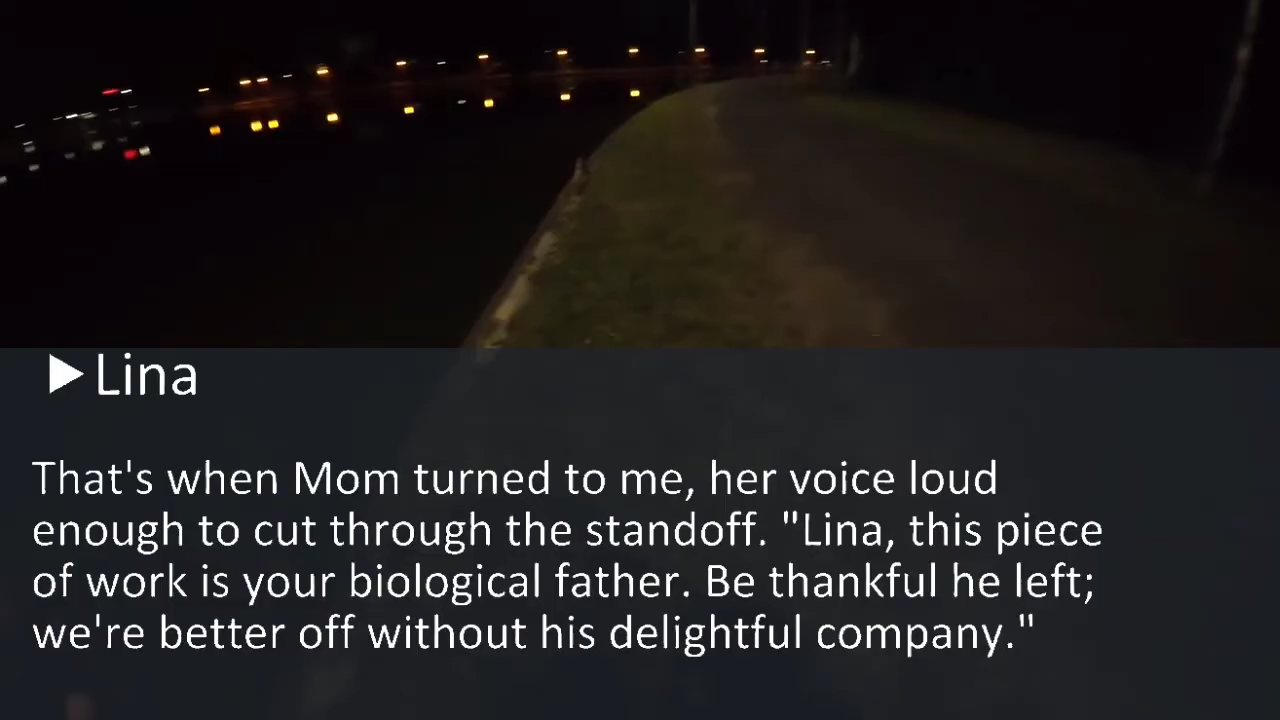 ▶Lina
That's when Mom turned to me, her voice loud
enough to cut through the standoff. "Lina, this piece
of work is your biological father. Be thankful he left;
we're better off without his delightful company."